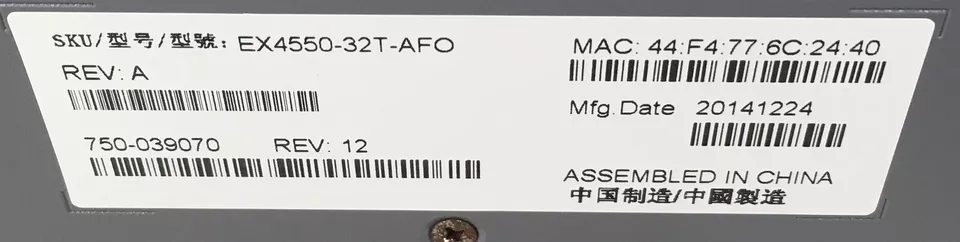 SKU/型号/型號: EX4550-32T-AFO
REV: A
750-039070 REV: 12
MAC: 44:F4:77:6C:24:40
Mfg. Date 20141224
ASSEMBLED IN CHINA
中国制造/中國製造